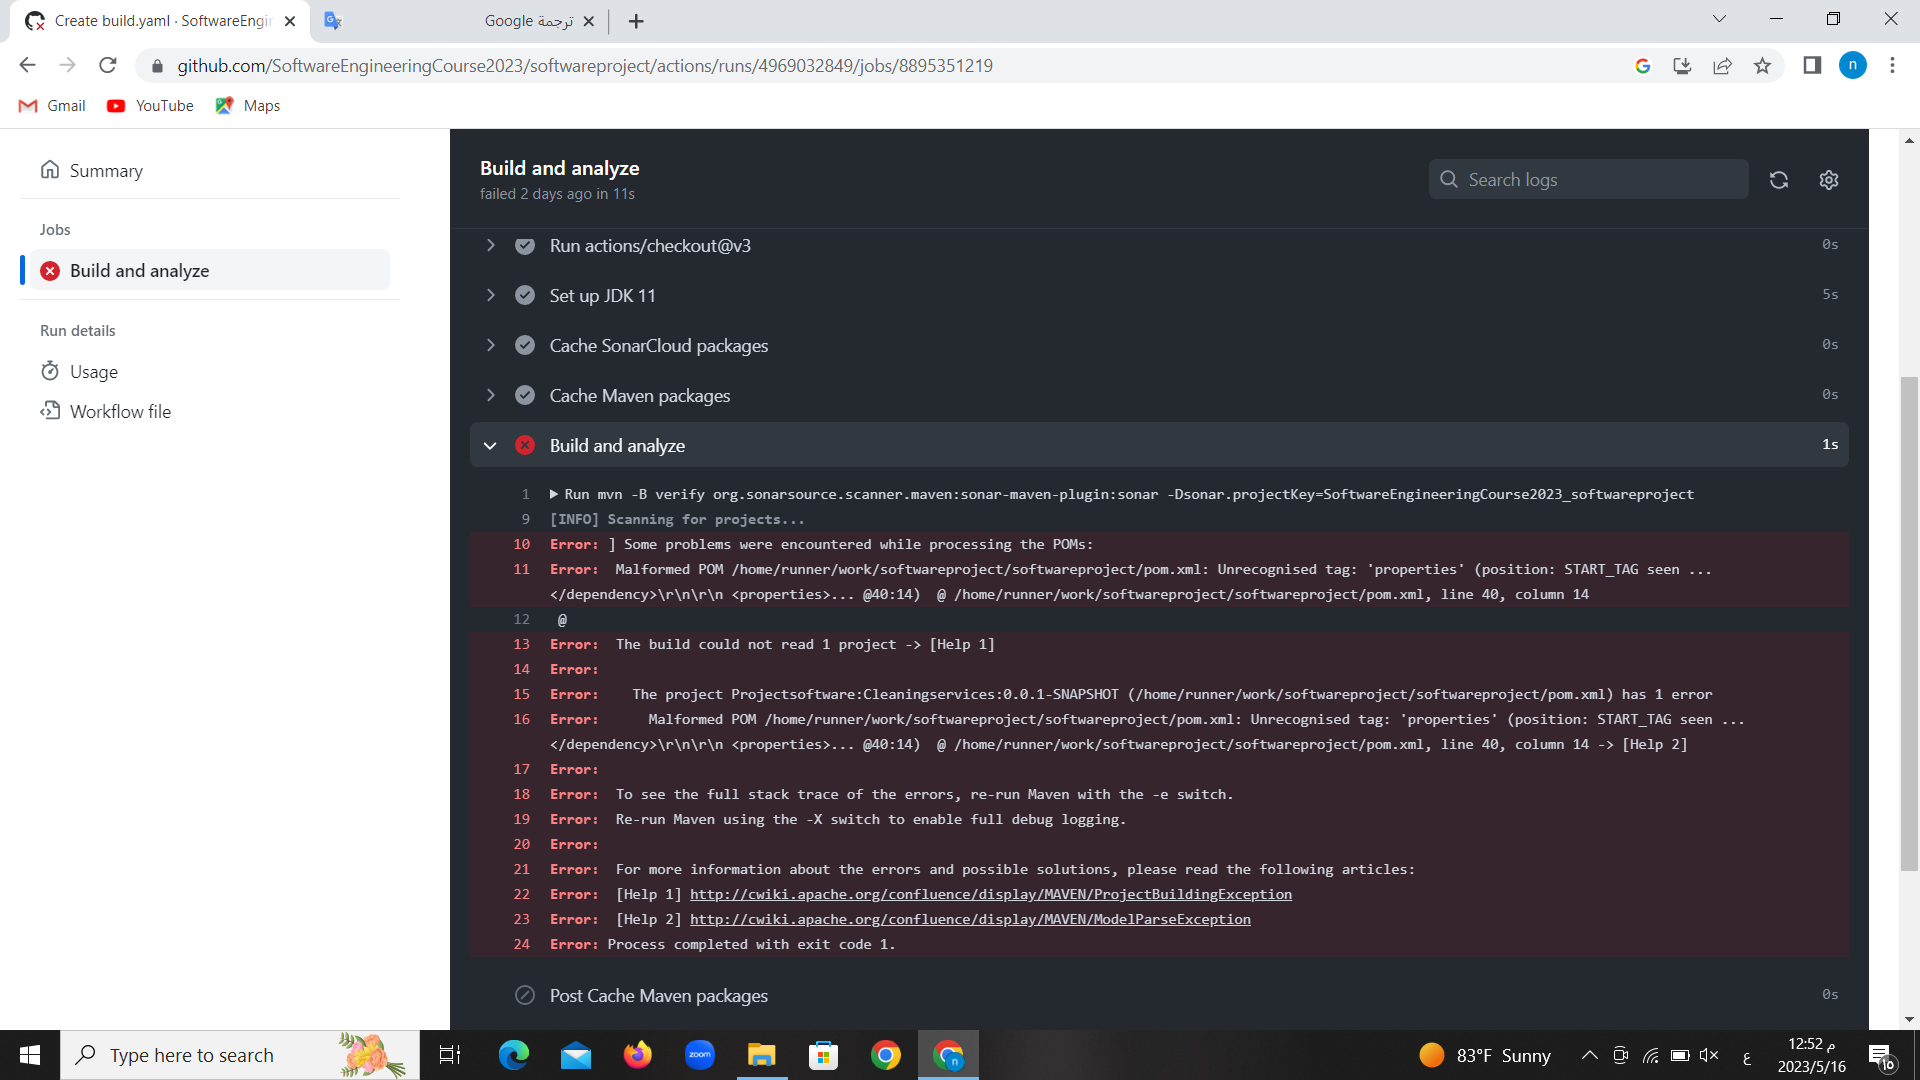 Create build.yaml · SoftwareEngin
ترجمة Google
github.com/SoftwareEngineeringCourse2023/softwareproject/actions/runs/4969032849/jobs/8895351219
n
Gmail
YouTube
Maps
Summary
Jobs
Build and analyze
Run details
Usage
Workflow file
Build and analyze
failed 2 days ago in 11s
Search logs
Run actions/checkout@v3 0s
Set up JDK 11 5s
Cache SonarCloud packages 0s
Cache Maven packages 0s
Build and analyze 1s
1 Run mvn -B verify org.sonarsource.scanner.maven:sonar-maven-plugin:sonar -Dsonar.projectKey=SoftwareEngineeringCourse2023_softwareproject
9 [INFO] Scanning for projects...
10 Error: ] Some problems were encountered while processing the POMs:
11 Error: Malformed POM /home/runner/work/softwareproject/softwareproject/pom.xml: Unrecognised tag: 'properties' (position: START_TAG seen ...
</dependency>\r\n\r\n <properties>... @40:14) @ /home/runner/work/softwareproject/softwareproject/pom.xml, line 40, column 14
12 @
13 Error: The build could not read 1 project -> [Help 1]
14 Error:
15 Error: The project Projectsoftware:Cleaningservices:0.0.1-SNAPSHOT (/home/runner/work/softwareproject/softwareproject/pom.xml) has 1 error
16 Error: Malformed POM /home/runner/work/softwareproject/softwareproject/pom.xml: Unrecognised tag: 'properties' (position: START_TAG seen ...
</dependency>\r\n\r\n <properties>... @40:14) @ /home/runner/work/softwareproject/softwareproject/pom.xml, line 40, column 14 -> [Help 2]
17 Error:
18 Error: To see the full stack trace of the errors, re-run Maven with the -e switch.
19 Error: Re-run Maven using the -X switch to enable full debug logging.
20 Error:
21 Error: For more information about the errors and possible solutions, please read the following articles:
22 Error: [Help 1] http://cwiki.apache.org/confluence/display/MAVEN/ProjectBuildingException
23 Error: [Help 2] http://cwiki.apache.org/confluence/display/MAVEN/ModelParseException
24 Error: Process completed with exit code 1.
Post Cache Maven packages 0s
Type here to search
zoom
n
83°F Sunny
ع
12:52 م
2023/5/16
١٥